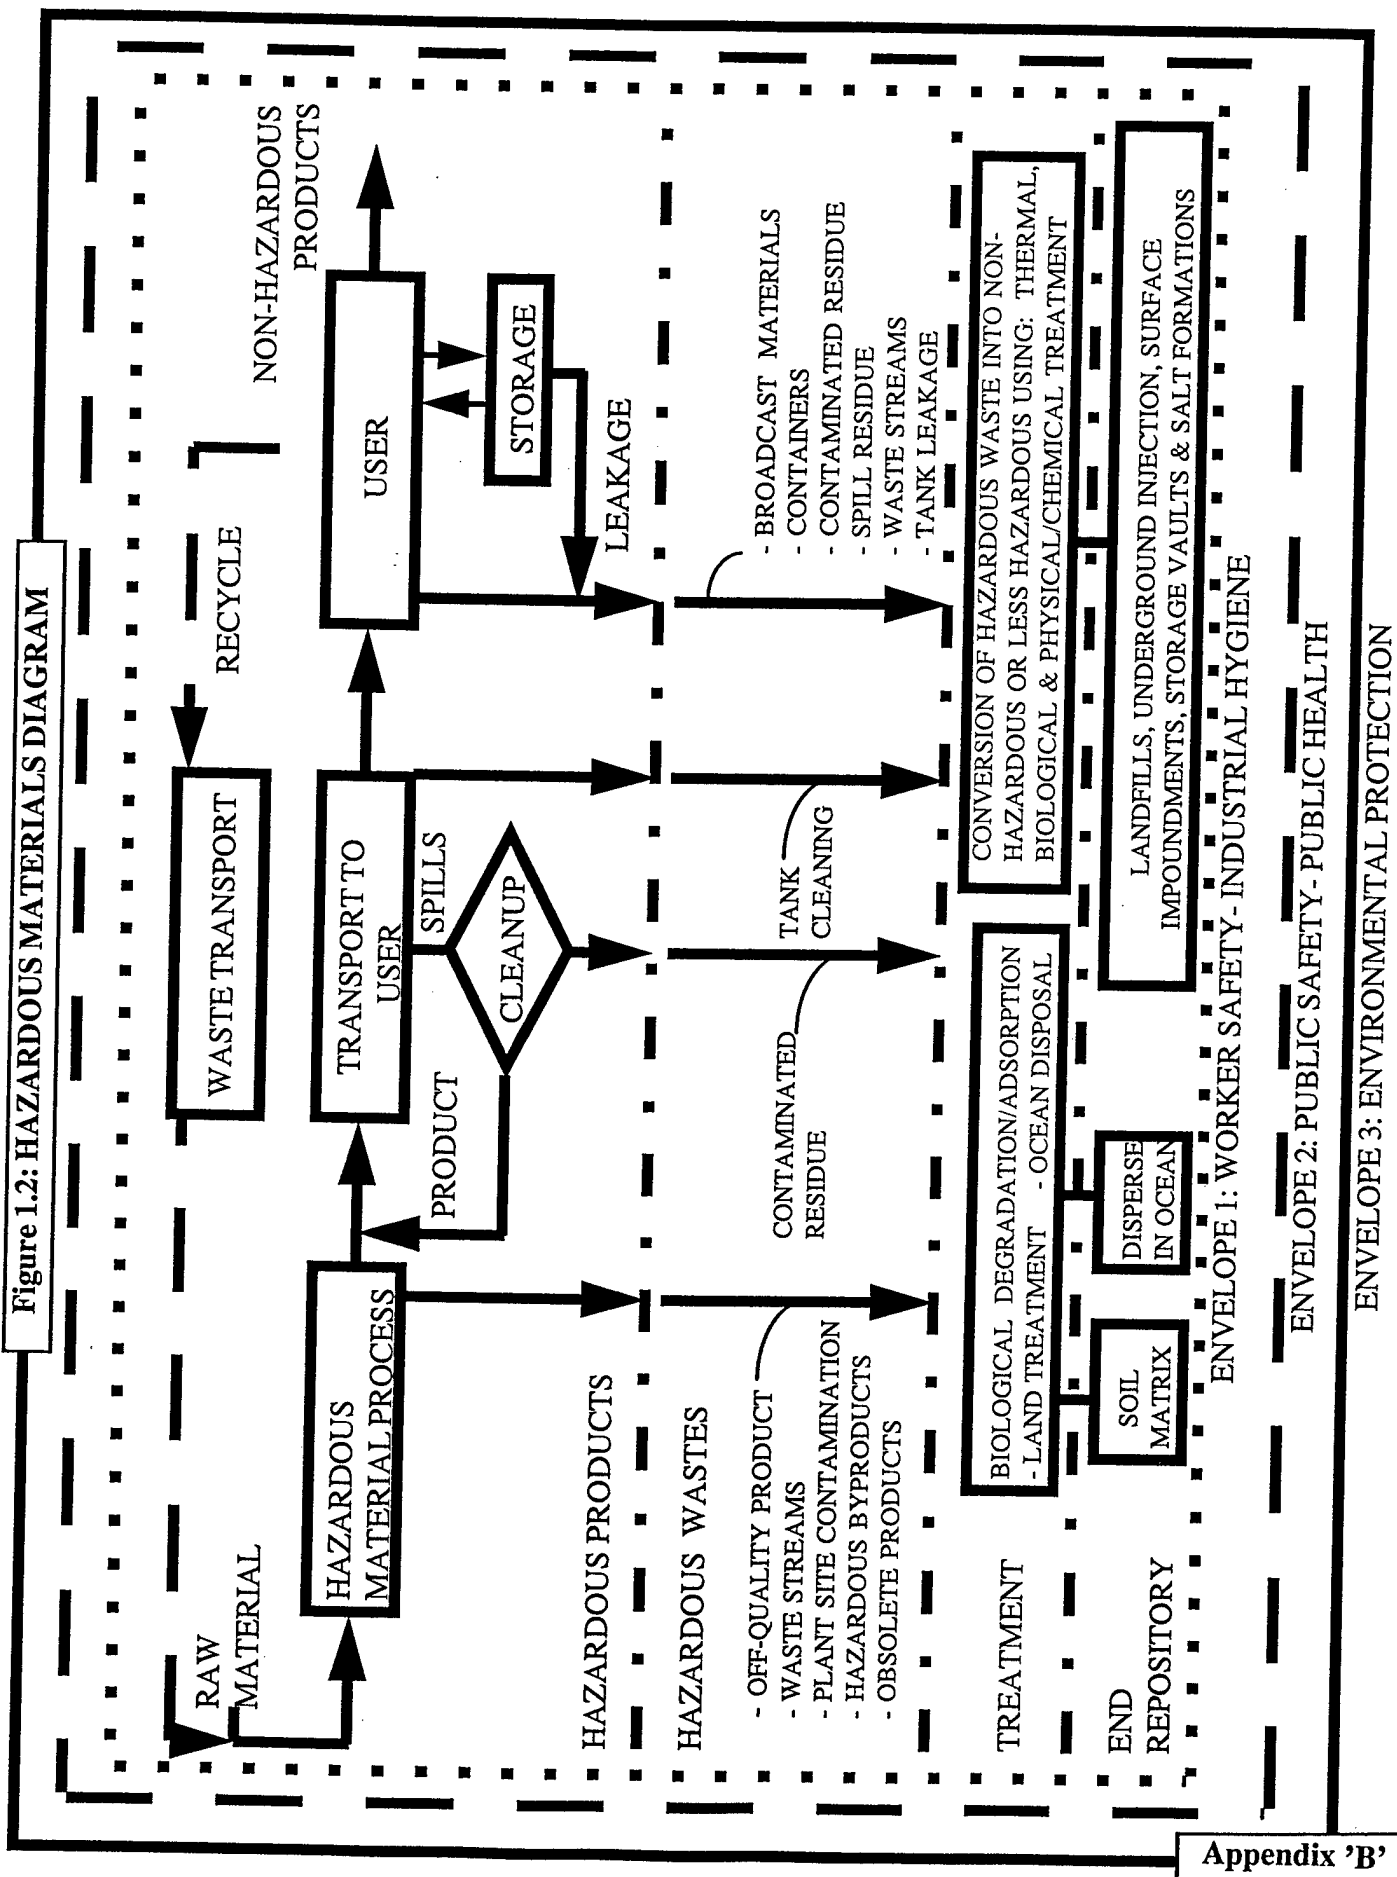 Figure 1.2: HAZARDOUS MATERIALS DIAGRAM
NON-HAZARDOUS
PRODUCTS
RECYCLE
WASTE TRANSPORT
RAW
MATERIAL
HAZARDOUS
MATERIAL PROCESS
TRANSPORT TO
USER
USER
STORAGE
LEAKAGE
SPILLS
CLEANUP
PRODUCT
HAZARDOUS PRODUCTS
HAZARDOUS WASTES
- OFF-QUALITY PRODUCT
- WASTE STREAMS
- PLANT SITE CONTAMINATION
- HAZARDOUS BYPRODUCTS
- OBSOLETE PRODUCTS
CONTAMINATED
RESIDUE
TANK
CLEANING
- BROADCAST MATERIALS
- CONTAINERS
- CONTAMINATED RESIDUE
- SPILL RESIDUE
- WASTE STREAMS
- TANK LEAKAGE
TREATMENT
BIOLOGICAL DEGRADATION/ADSORPTION
- LAND TREATMENT - OCEAN DISPOSAL
CONVERSION OF HAZARDOUS WASTE INTO NON-
HAZARDOUS OR LESS HAZARDOUS USING: THERMAL,
BIOLOGICAL & PHYSICAL/CHEMICAL TREATMENT
END
REPOSITORY
SOIL
MATRIX
DISPERSE
IN OCEAN
LANDFILLS, UNDERGROUND INJECTION, SURFACE
IMPOUNDMENTS, STORAGE VAULTS & SALT FORMATIONS
ENVELOPE 1: WORKER SAFETY- INDUSTRIAL HYGIENE
ENVELOPE 2: PUBLIC SAFETY- PUBLIC HEALTH
ENVELOPE 3: ENVIRONMENTAL PROTECTION
Appendix 'B'